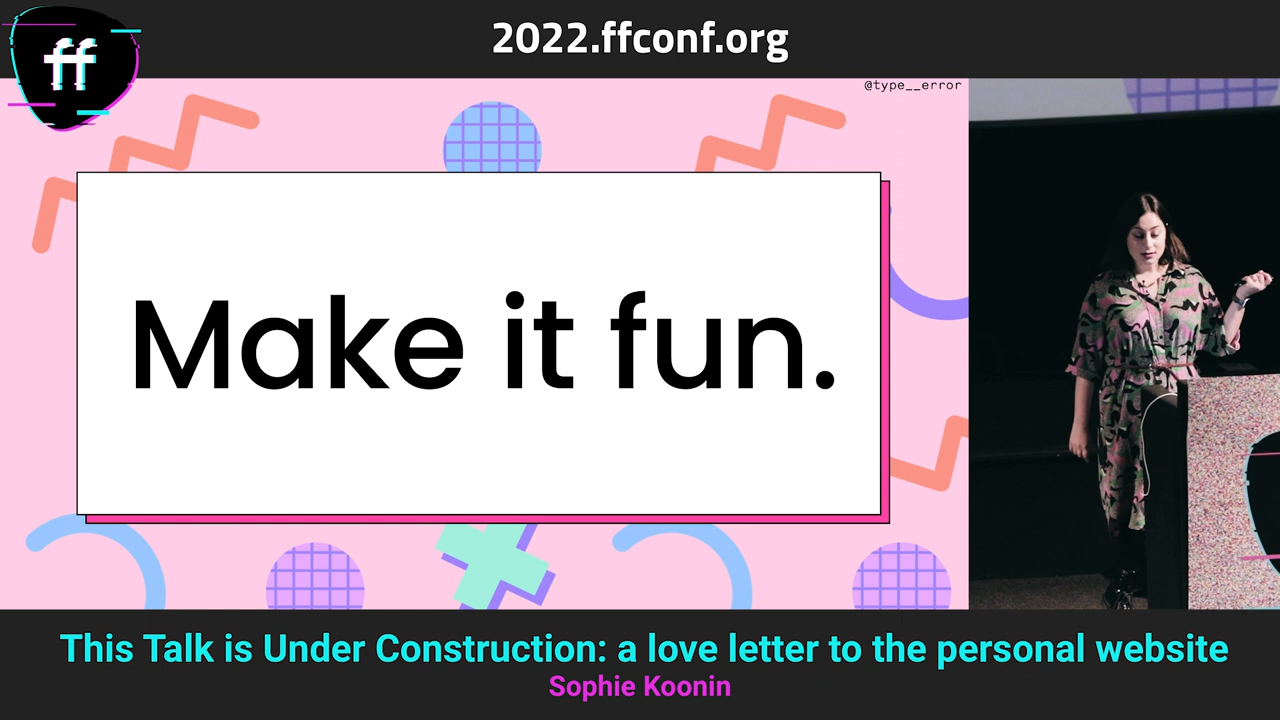 2022.ffconf.org
ff
@type__error
Make it fun.
This Talk is Under Construction: a love letter to the personal website
Sophie Koonin